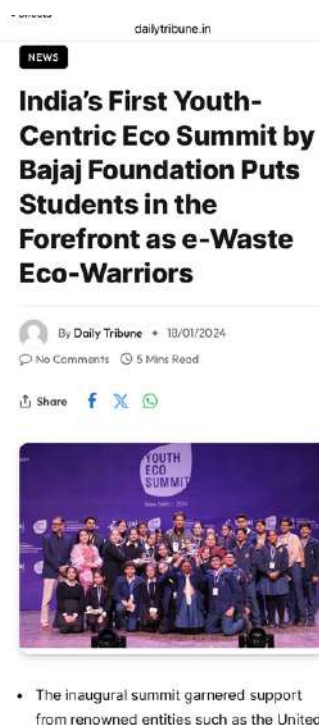 dailytribune.in
NEWS
India's First Youth-
Centric Eco Summit by
Bajaj Foundation Puts
Students in the
Forefront as e-Waste
Eco-Warriors
By Daily Tribune • 18/01/2024
No Comments 5 Mins Read
Share
YOUTH
ECO
SUMMIT
• The inaugural summit garnered support
from renowned entities such as the United